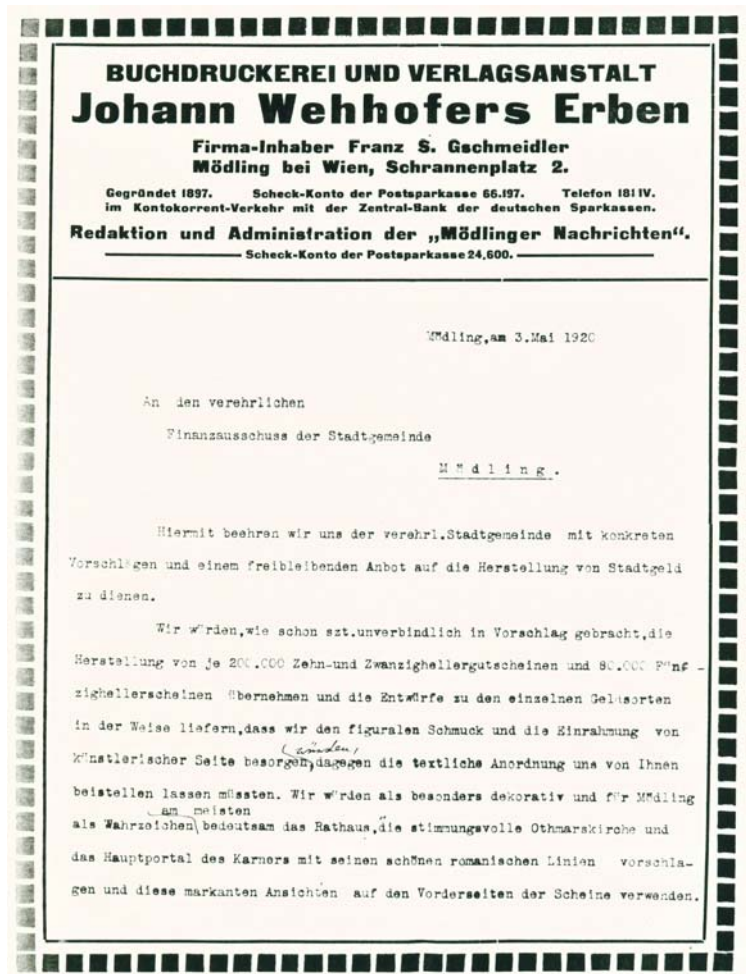 BUCHDRUCKEREI UND VERLAGSANSTALT
Johann Wehhofers Erben
Firma-Inhaber Franz S. Gschmeidler
Mödling bei Wien, Schrannenplatz 2.
Gegründet 1897. Scheck-Konto der Postsparkasse 66.197. Telefon 181 IV.
im Kontokorrent-Verkehr mit der Zentral-Bank der deutschen Sparkassen.
Redaktion und Administration der „Mödlinger Nachrichten“.
Scheck-Konto der Postsparkasse 24,600.
Mödling,am 3.Mai 1920
An den verehrlichen
Finanzausschuss der Stadtgemeinde
Mödling.
Hiermit beehren wir uns der verehrl.Stadtgemeinde mit konkreten
Vorschlägen und einem freibleibenden Anbot auf die Herstellung von Stadtgeld
zu dienen.
Wir würden,wie schon szt.unverbindlich in Vorschlag gebracht,die
Herstellung von je 200.000 Zehn-und Zwanzighellergutscheinen und 80.000 Fünf-
zighellerscheinen übernehmen und die Entwürfe zu den einzelnen Geldsorten
in der Weise liefern,dass wir den figuralen Schmuck und die Einrahmung von
würden,
künstlerischer Seite besorgen,dagegen die textliche Anordnung uns von Ihnen
beistellen lassen müssten. Wir würden als besonders dekorativ und für Mödling
am meisten
als Wahrzeichen bedeutsam das Rathaus,die stimmungsvolle Othmarskirche und
das Hauptportal des Karners mit seinen schönen romanischen Linien vorschla-
gen und diese markanten Ansichten auf den Vorderseiten der Scheine verwenden.